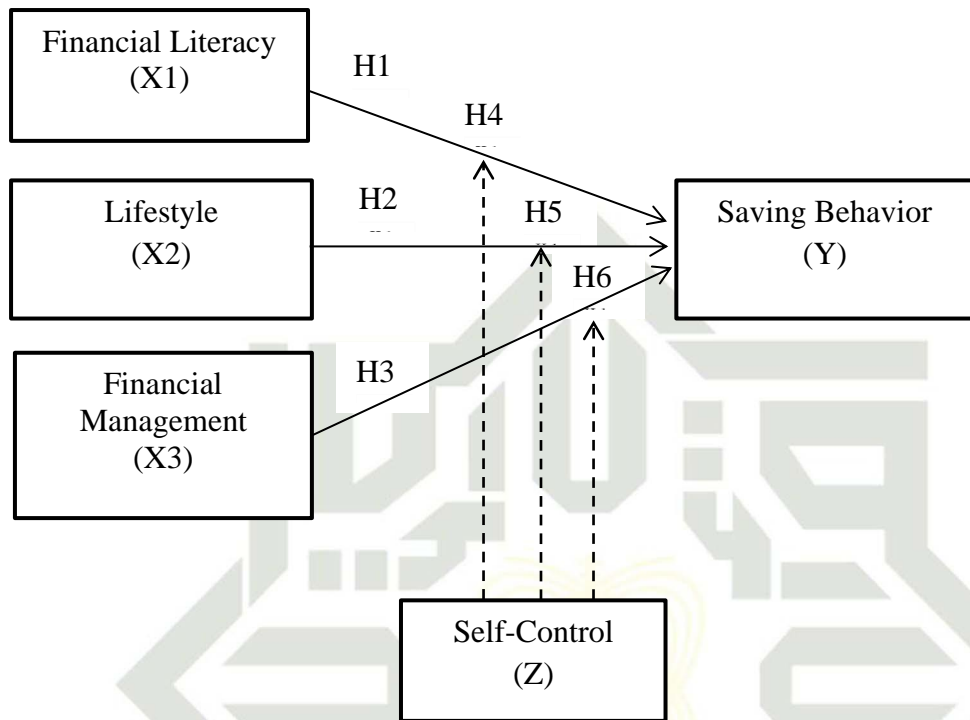 Financial Literacy
(X1)
H1
H4
Lifestyle
(X2)
H2
H5
Saving Behavior
(Y)
H6
Financial
Management
(X3)
H3
Self-Control
(Z)